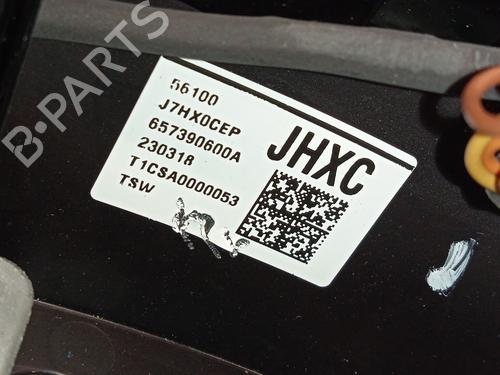 B-PARTS
56100
J7HX0CEP
657390600A
230318
T1CSA0000053
TSW
JHXC